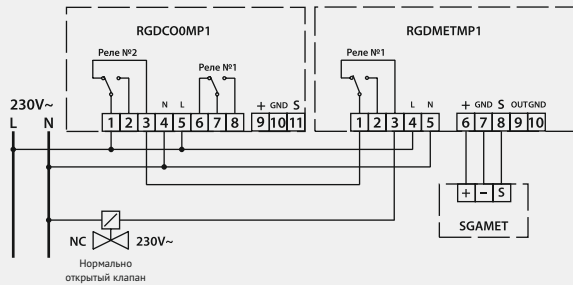 RGDCO0MP1
RGDMETMP1
Реле №2
Реле №1
Реле №1
230V~
L N
N L
+ GND S
L N
+ GND S OUT GND
1 2 3 4 5 6 7 8 9 10 11
1 2 3 4 5 6 7 8 9 10
+ − S
SGAMET
NC 230V~
Нормально
открытый клапан